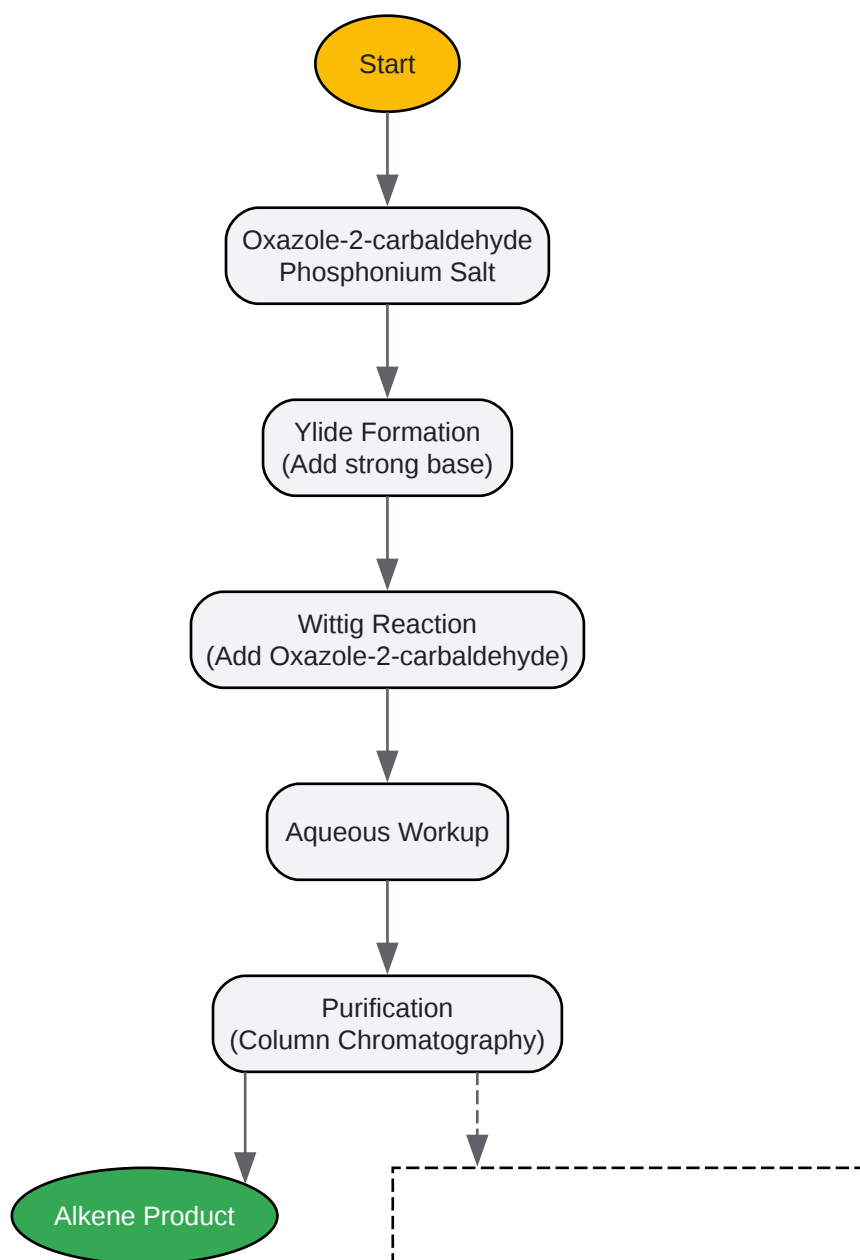 Start
Oxazole-2-carbaldehyde
Phosphonium Salt
Ylide Formation
(Add strong base)
Wittig Reaction
(Add Oxazole-2-carbaldehyde)
Aqueous Workup
Purification
(Column Chromatography)
Alkene Product